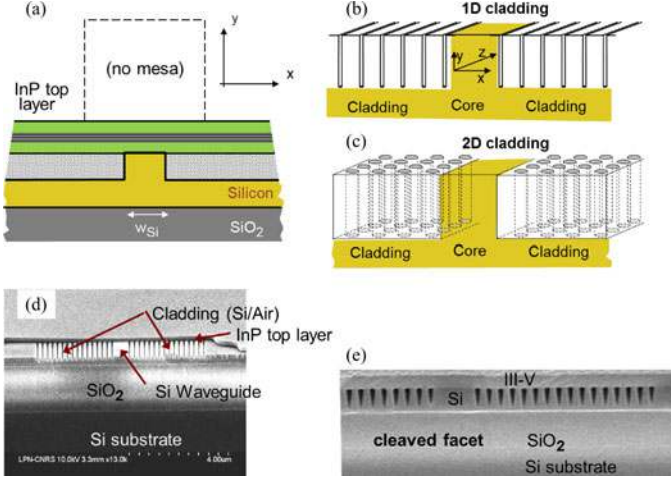 (a)
y
(no mesa)
x
InP top
layer
Silicon
wSi
SiO2
(b)
1D cladding
y
z
x
Cladding
Core
Cladding
(c)
2D cladding
Cladding
Core
Cladding
(d)
Cladding (Si/Air)
InP top layer
SiO2
Si Waveguide
Si substrate
LPN-CNRS 10.0kV 3.3mm x13.0k
4.00um
(e)
III-V
Si
cleaved facet
SiO2
Si substrate